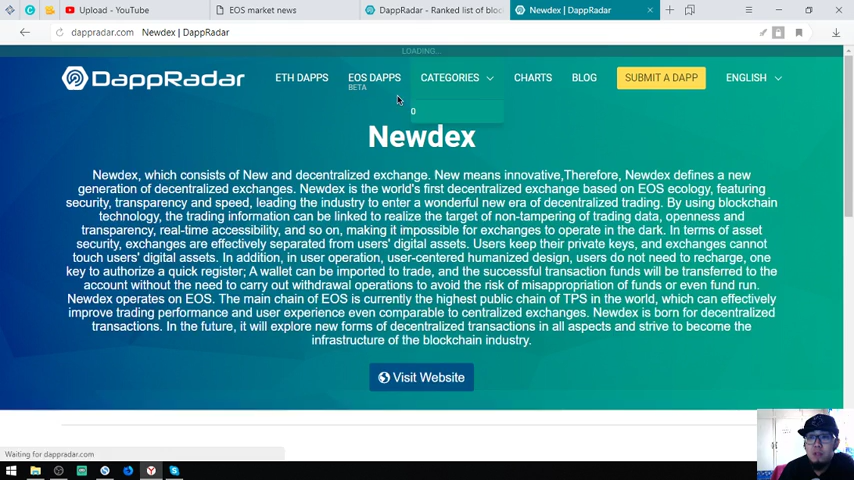 Upload - YouTube
EOS market news
DappRadar - Ranked list of bloc
Newdex | DappRadar
dappradar.com Newdex | DappRadar
LOADING...
DappRadar
ETH DAPPS
EOS DAPPS
BETA
CATEGORIES
CHARTS
BLOG
SUBMIT A DAPP
ENGLISH
0
Newdex
Newdex, which consists of New and decentralized exchange. New means innovative,Therefore, Newdex defines a new
generation of decentralized exchanges. Newdex is the world's first decentralized exchange based on EOS ecology, featuring
security, transparency and speed, leading the industry to enter a wonderful new era of decentralized trading. By using blockchain
technology, the trading information can be linked to realize the target of non-tampering of trading data, openness and
transparency, real-time accessibility, and so on, making it impossible for exchanges to operate in the dark. In terms of asset
security, exchanges are effectively separated from users' digital assets. Users keep their private keys, and exchanges cannot
touch users' digital assets. In addition, in user operation, user-centered humanized design, users do not need to recharge, one
key to authorize a quick register; A wallet can be imported to trade, and the successful transaction funds will be transferred to the
account without the need to carry out withdrawal operations to avoid the risk of misappropriation of funds or even fund run.
Newdex operates on EOS. The main chain of EOS is currently the highest public chain of TPS in the world, which can effectively
improve trading performance and user experience even comparable to centralized exchanges. Newdex is born for decentralized
transactions. In the future, it will explore new forms of decentralized transactions in all aspects and strive to become the
infrastructure of the blockchain industry.
Visit Website
Waiting for dappradar.com